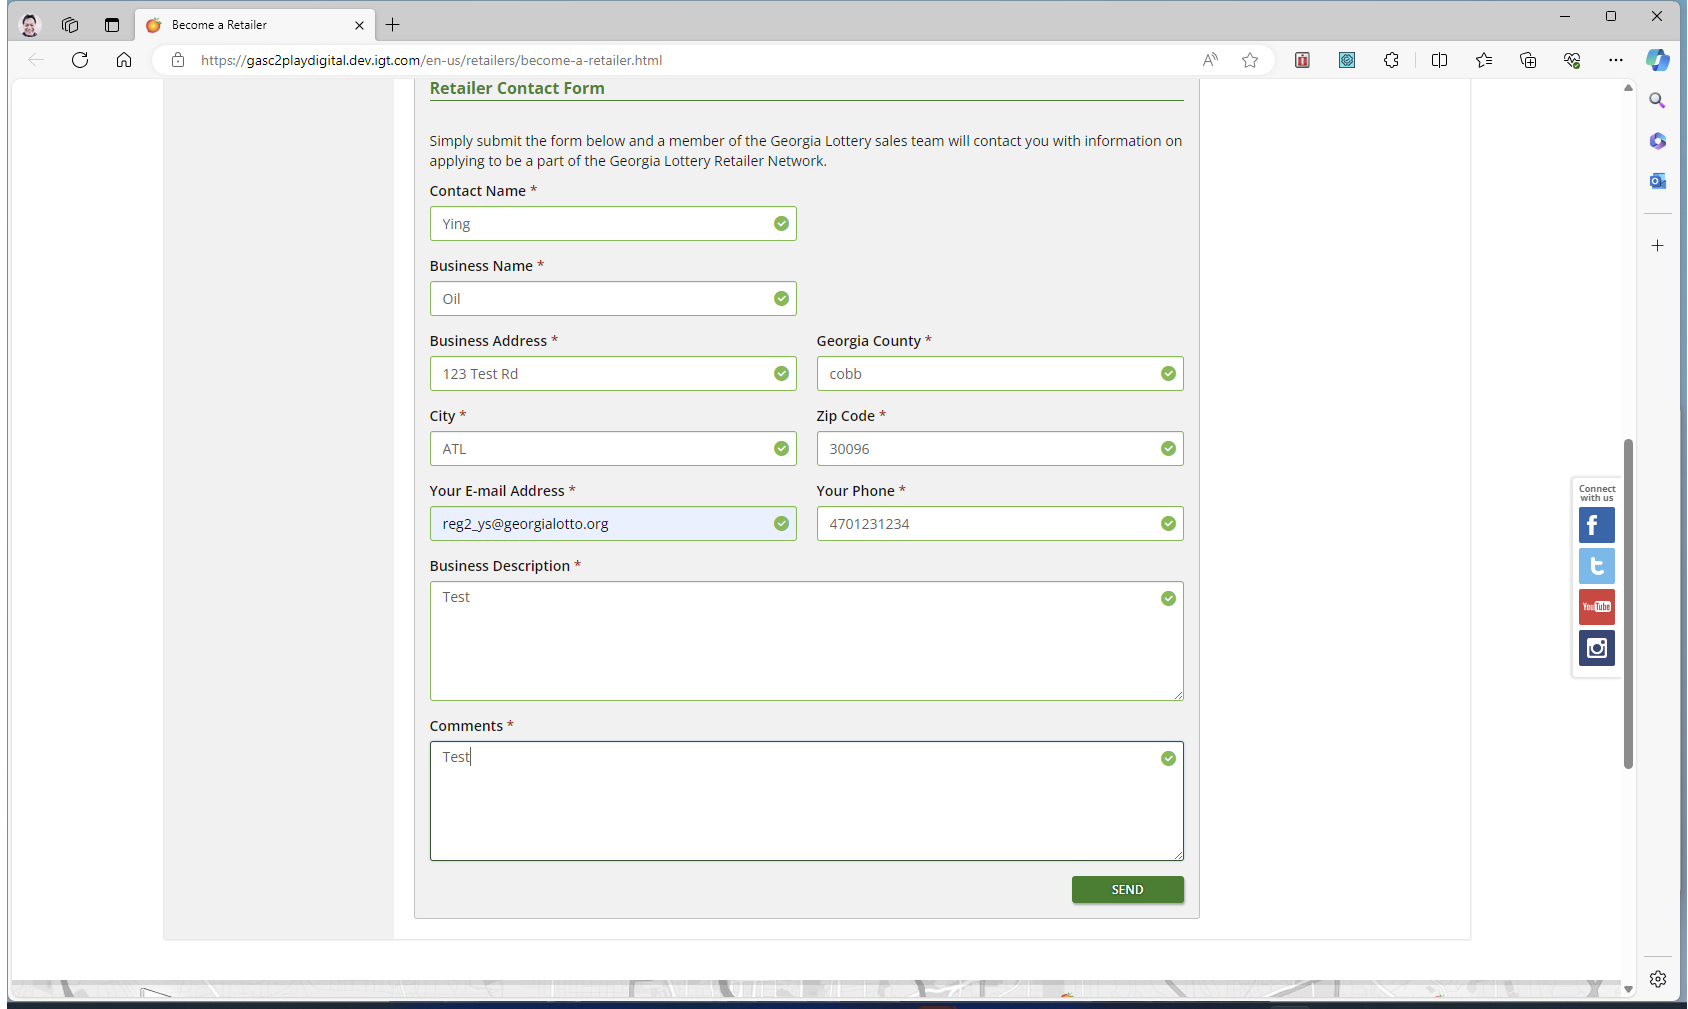 Become a Retailer
https://gasc2playdigital.dev.igt.com/en-us/retailers/become-a-retailer.html
Retailer Contact Form
Simply submit the form below and a member of the Georgia Lottery sales team will contact you with information on
applying to be a part of the Georgia Lottery Retailer Network.
Contact Name *
Ying
Business Name *
Oil
Business Address *
Georgia County *
123 Test Rd
cobb
City *
Zip Code *
ATL
30096
Your E-mail Address *
Your Phone *
reg2_ys@georgialotto.org
4701231234
Business Description *
Test
Comments *
Test
SEND
Connect
with us
YouTube